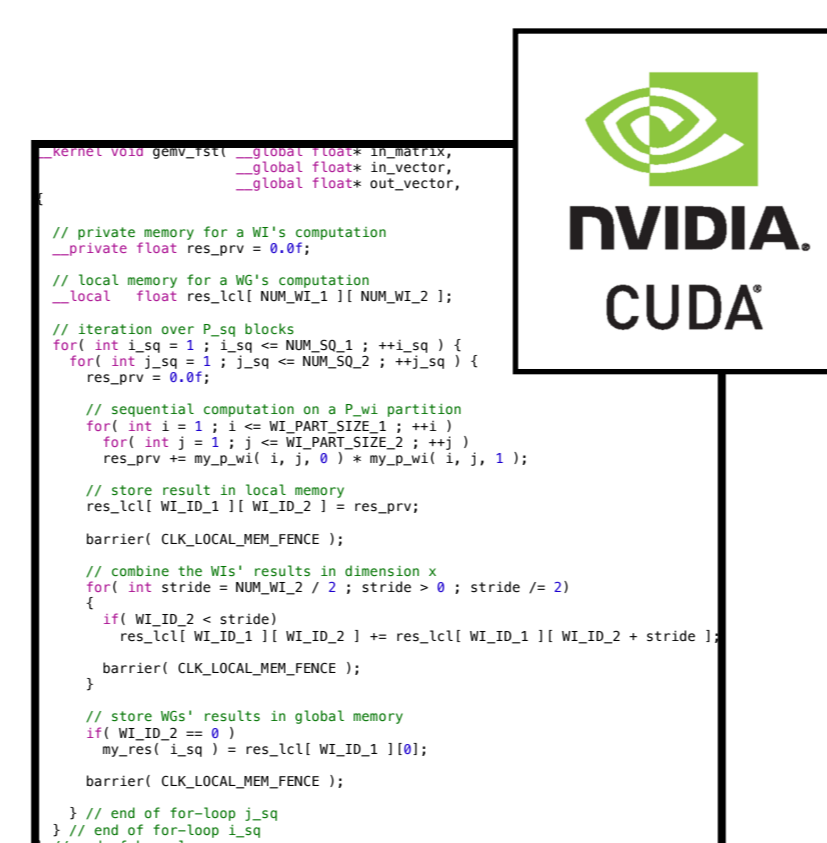 __kernel void gemv_fst( __global float* in_matrix,
__global float* in_vector,
__global float* out_vector,
{
// private memory for a WI's computation
__private float res_prv = 0.0f;
// local memory for a WG's computation
__local   float res_lcl[ NUM_WI_1 ][ NUM_WI_2 ];
// iteration over P_sq blocks
for( int i_sq = 1 ; i_sq <= NUM_SQ_1 ; ++i_sq ) {
for( int j_sq = 1 ; j_sq <= NUM_SQ_2 ; ++j_sq ) {
res_prv = 0.0f;
// sequential computation on a P_wi partition
for( int i = 1 ; i <= WI_PART_SIZE_1 ; ++i )
for( int j = 1 ; j <= WI_PART_SIZE_2 ; ++j )
res_prv += my_p_wi( i, j, 0 ) * my_p_wi( i, j, 1 );
// store result in local memory
res_lcl[ WI_ID_1 ][ WI_ID_2 ] = res_prv;
barrier( CLK_LOCAL_MEM_FENCE );
// combine the WIs' results in dimension x
for( int stride = NUM_WI_2 / 2 ; stride > 0 ; stride /= 2)
{
if( WI_ID_2 < stride)
res_lcl[ WI_ID_1 ][ WI_ID_2 ] += res_lcl[ WI_ID_1 ][ WI_ID_2 + stride ];
barrier( CLK_LOCAL_MEM_FENCE );
}
// store WGs' results in global memory
if( WI_ID_2 == 0 )
my_res( i_sq ) = res_lcl[ WI_ID_1 ][0];
barrier( CLK_LOCAL_MEM_FENCE );
} // end of for-loop j_sq
} // end of for-loop i_sq
NVIDIA.
CUDA®